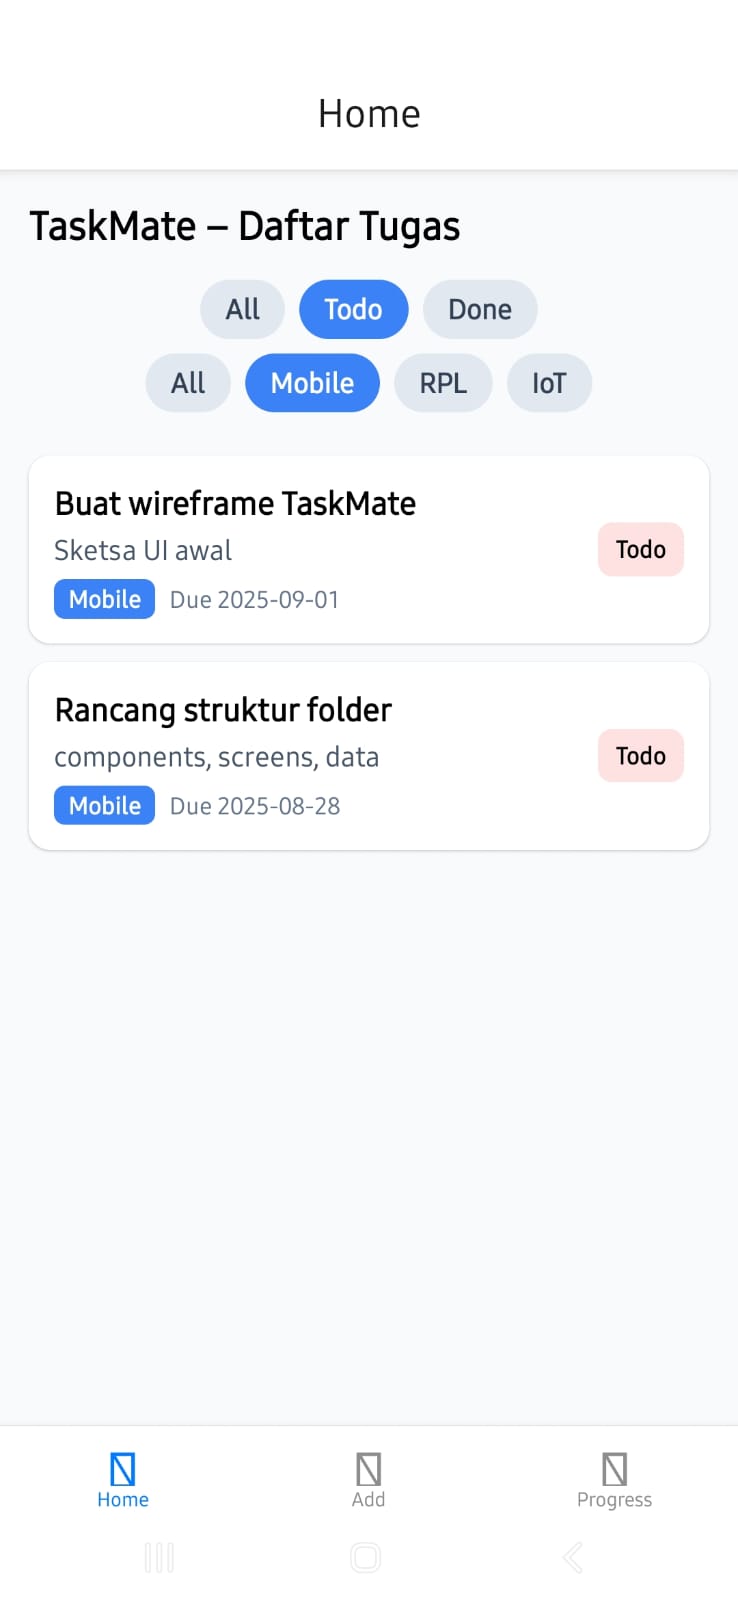 Home
TaskMate – Daftar Tugas
All Todo Done
All Mobile RPL IoT
Buat wireframe TaskMate
Sketsa UI awal
Todo
Mobile Due 2025-09-01
Rancang struktur folder
components, screens, data
Todo
Mobile Due 2025-08-28
Home Add Progress